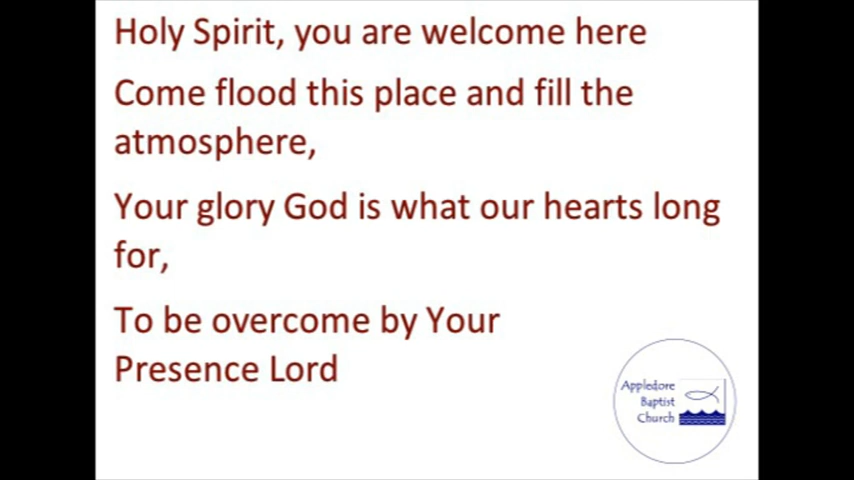 Holy Spirit, you are welcome here
Come flood this place and fill the
atmosphere,
Your glory God is what our hearts long
for,
To be overcome by Your
Presence Lord
Appledore
Baptist
Church